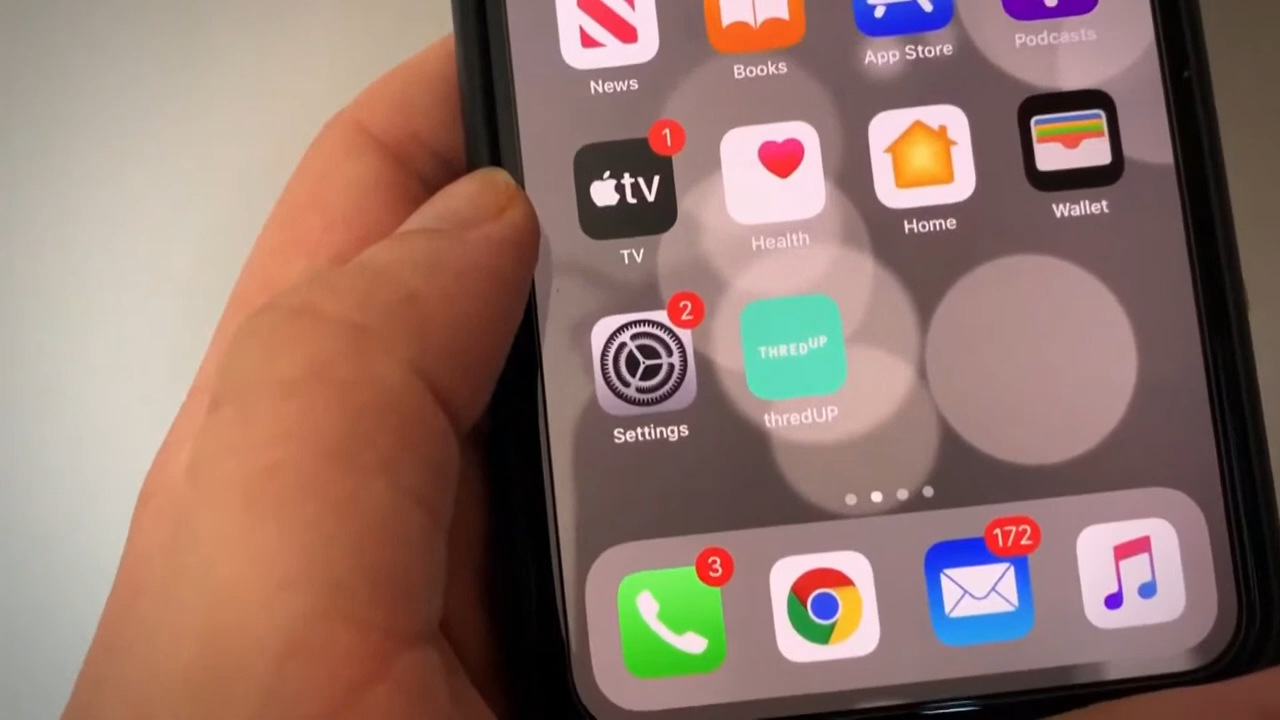 News
Books
App Store
Podcasts
1
tv
TV
Health
Home
Wallet
2
THREDUP
Settings
thredUP
3
172